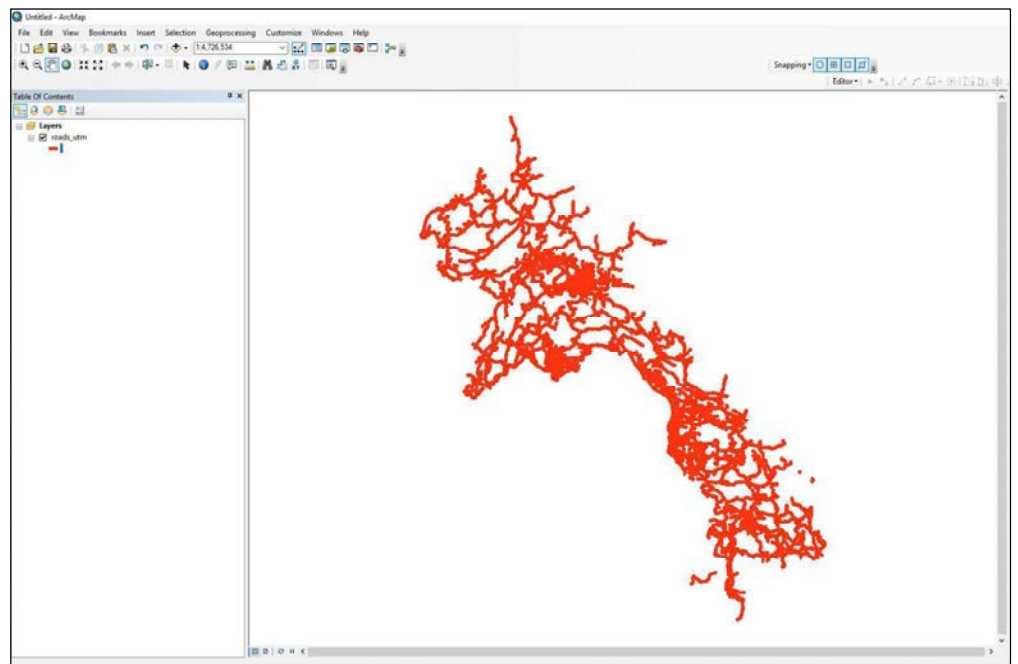 Untitled - ArcMap
File Edit View Bookmarks Insert Selection Geoprocessing Customize Windows Help
1:4,726,534
Snapping
Editor
Table Of Contents
Layers
roads_utm